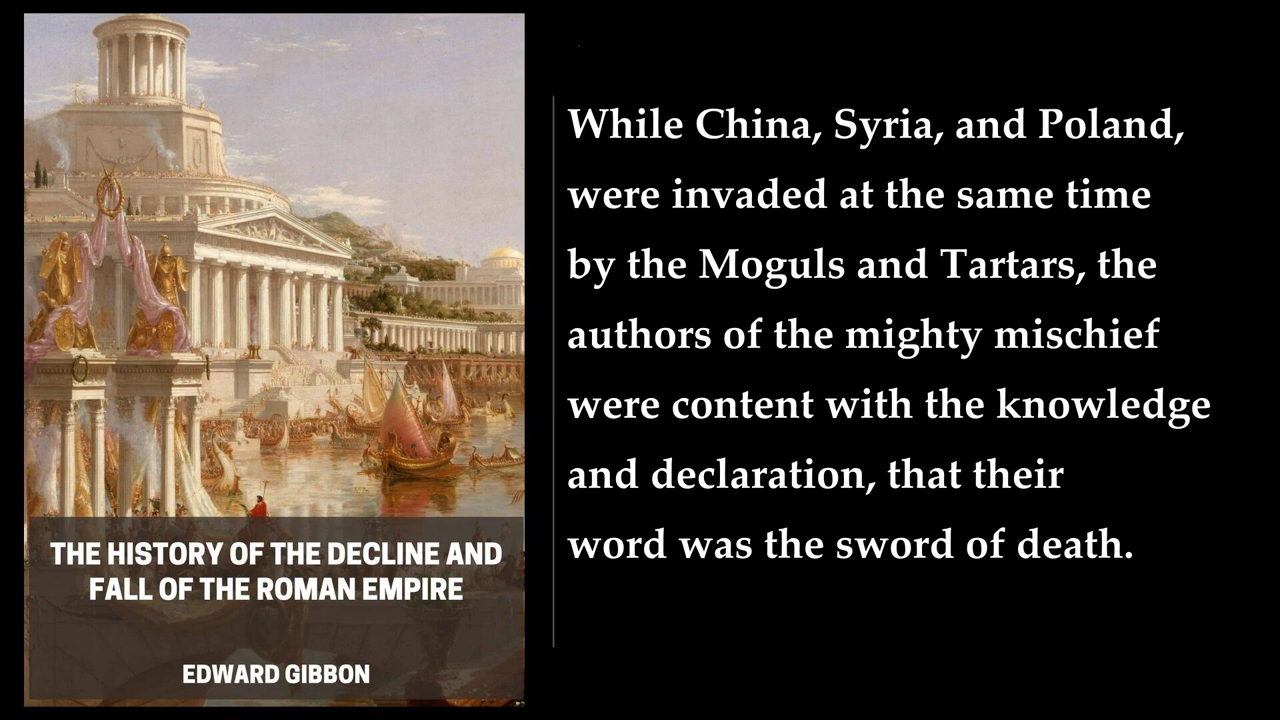 THE HISTORY OF THE DECLINE AND
FALL OF THE ROMAN EMPIRE
EDWARD GIBBON
While China, Syria, and Poland,
were invaded at the same time
by the Moguls and Tartars, the
authors of the mighty mischief
were content with the knowledge
and declaration, that their
word was the sword of death.